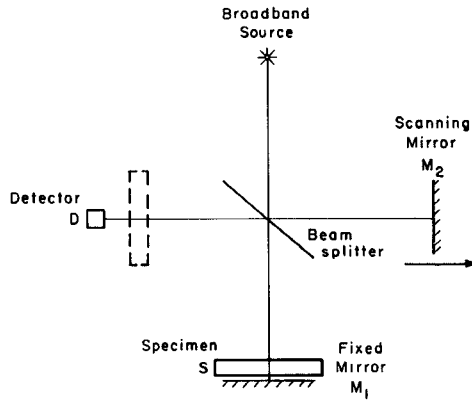 Broadband
Source
Scanning
Mirror
M2
Detector
D
Beam
splitter
Specimen
S
Fixed
Mirror
M1